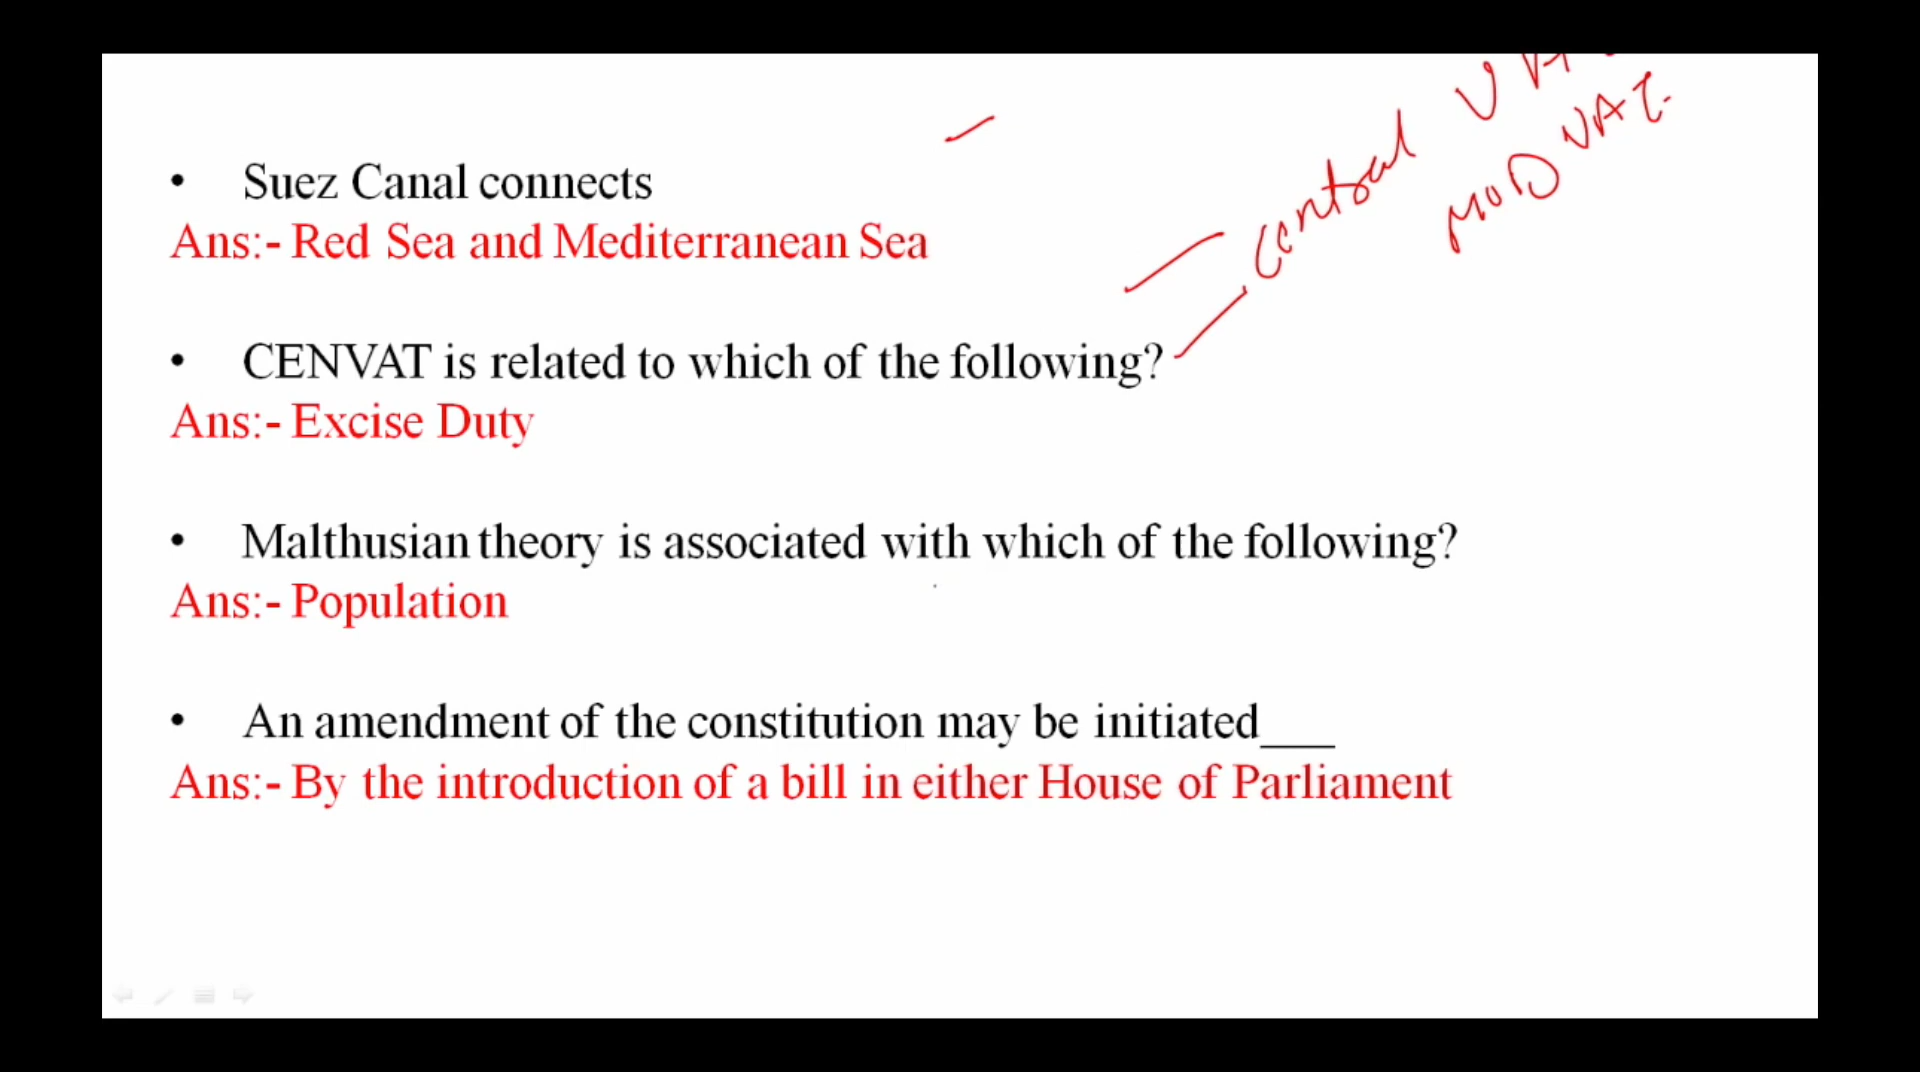 • Suez Canal connects
Ans:- Red Sea and Mediterranean Sea
• CENVAT is related to which of the following?
Ans:- Excise Duty
• Malthusian theory is associated with which of the following?
Ans:- Population
• An amendment of the constitution may be initiated___
Ans:- By the introduction of a bill in either House of Parliament
Central
MOD VAT